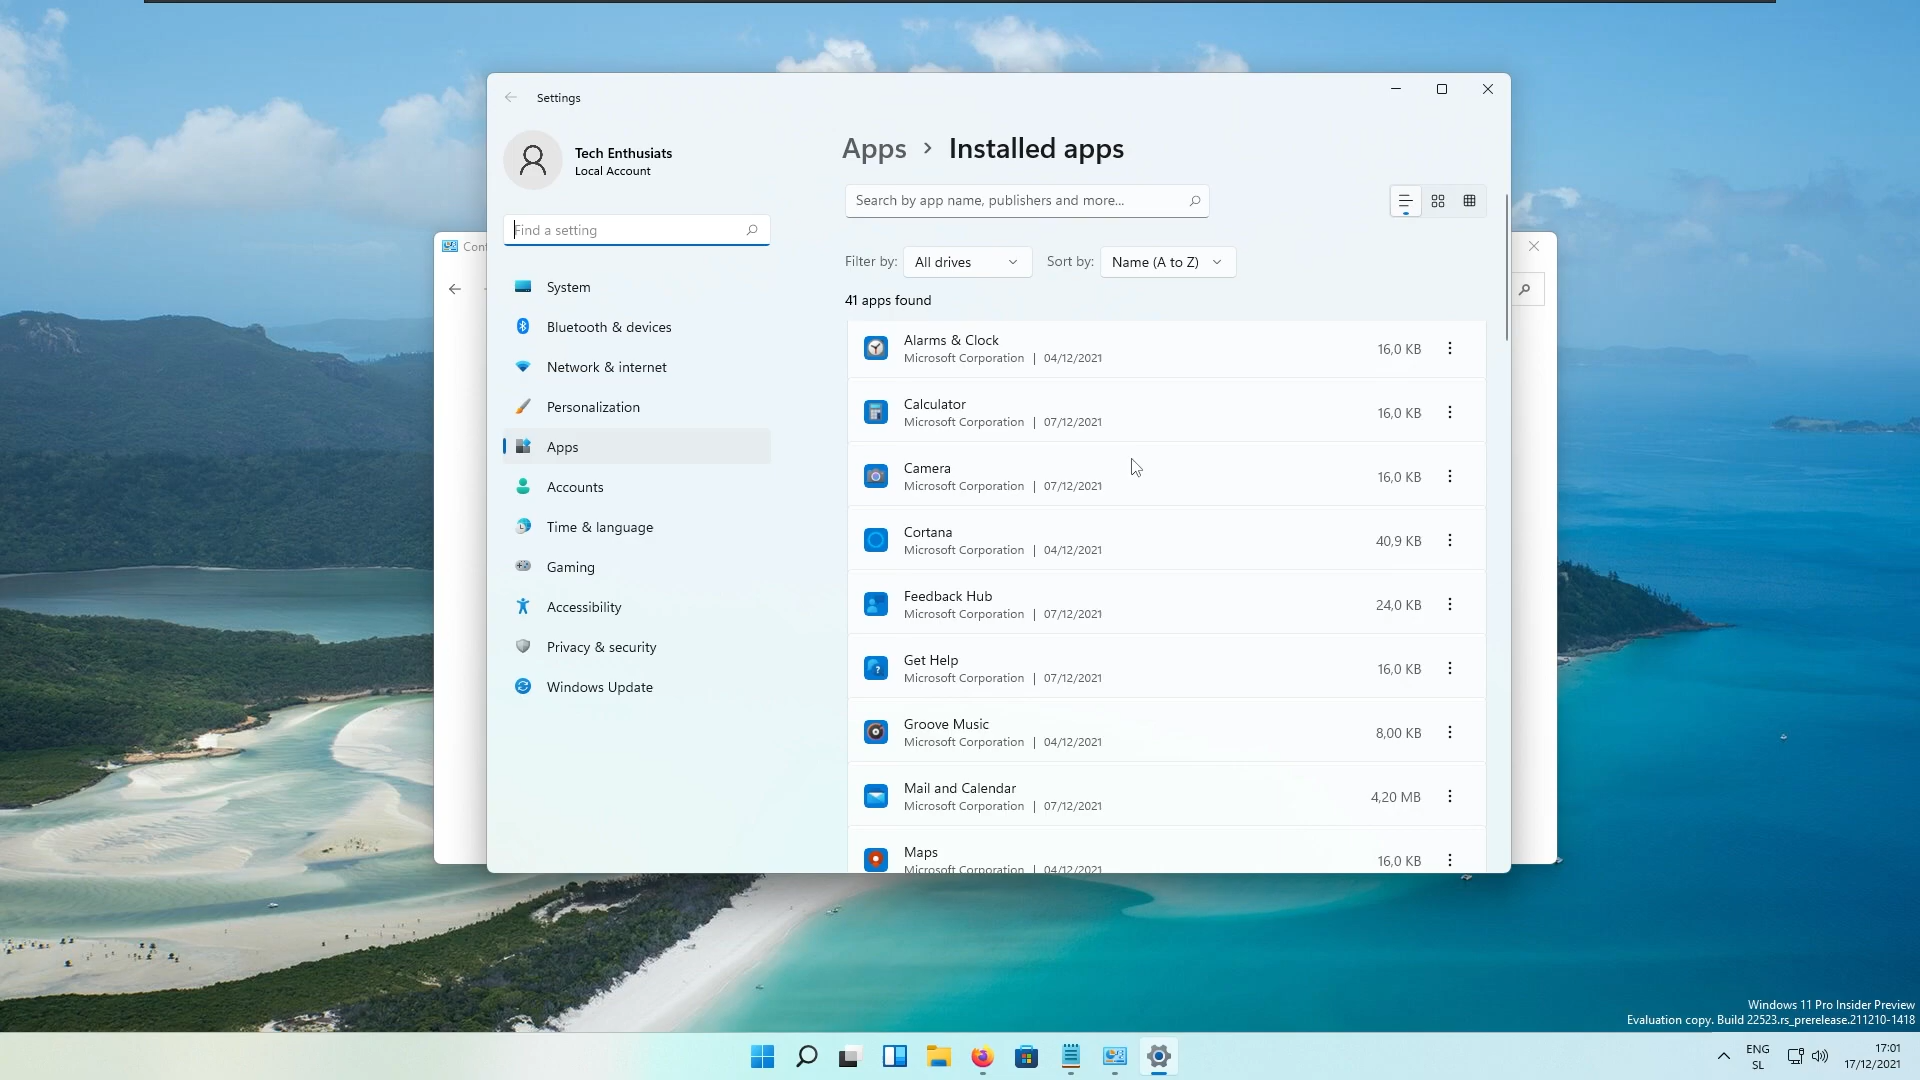 Settings
Tech Enthusiats
Local Account
Find a setting
System
Bluetooth & devices
Network & internet
Personalization
Apps
Accounts
Time & language
Gaming
Accessibility
Privacy & security
Windows Update
Apps > Installed apps
Search by app name, publishers and more...
Filter by: All drives Sort by: Name (A to Z)
41 apps found
Alarms & Clock
Microsoft Corporation | 04/12/2021
16,0 KB
Calculator
Microsoft Corporation | 07/12/2021
16,0 KB
Camera
Microsoft Corporation | 07/12/2021
16,0 KB
Cortana
Microsoft Corporation | 04/12/2021
40,9 KB
Feedback Hub
Microsoft Corporation | 07/12/2021
24,0 KB
Get Help
Microsoft Corporation | 07/12/2021
16,0 KB
Groove Music
Microsoft Corporation | 04/12/2021
8,00 KB
Mail and Calendar
Microsoft Corporation | 07/12/2021
4,20 MB
Maps
Microsoft Corporation | 04/12/2021
16,0 KB
Windows 11 Pro Insider Preview
Evaluation copy. Build 22523.rs_prerelease.211210-1418
ENG
SL
17:01
17/12/2021